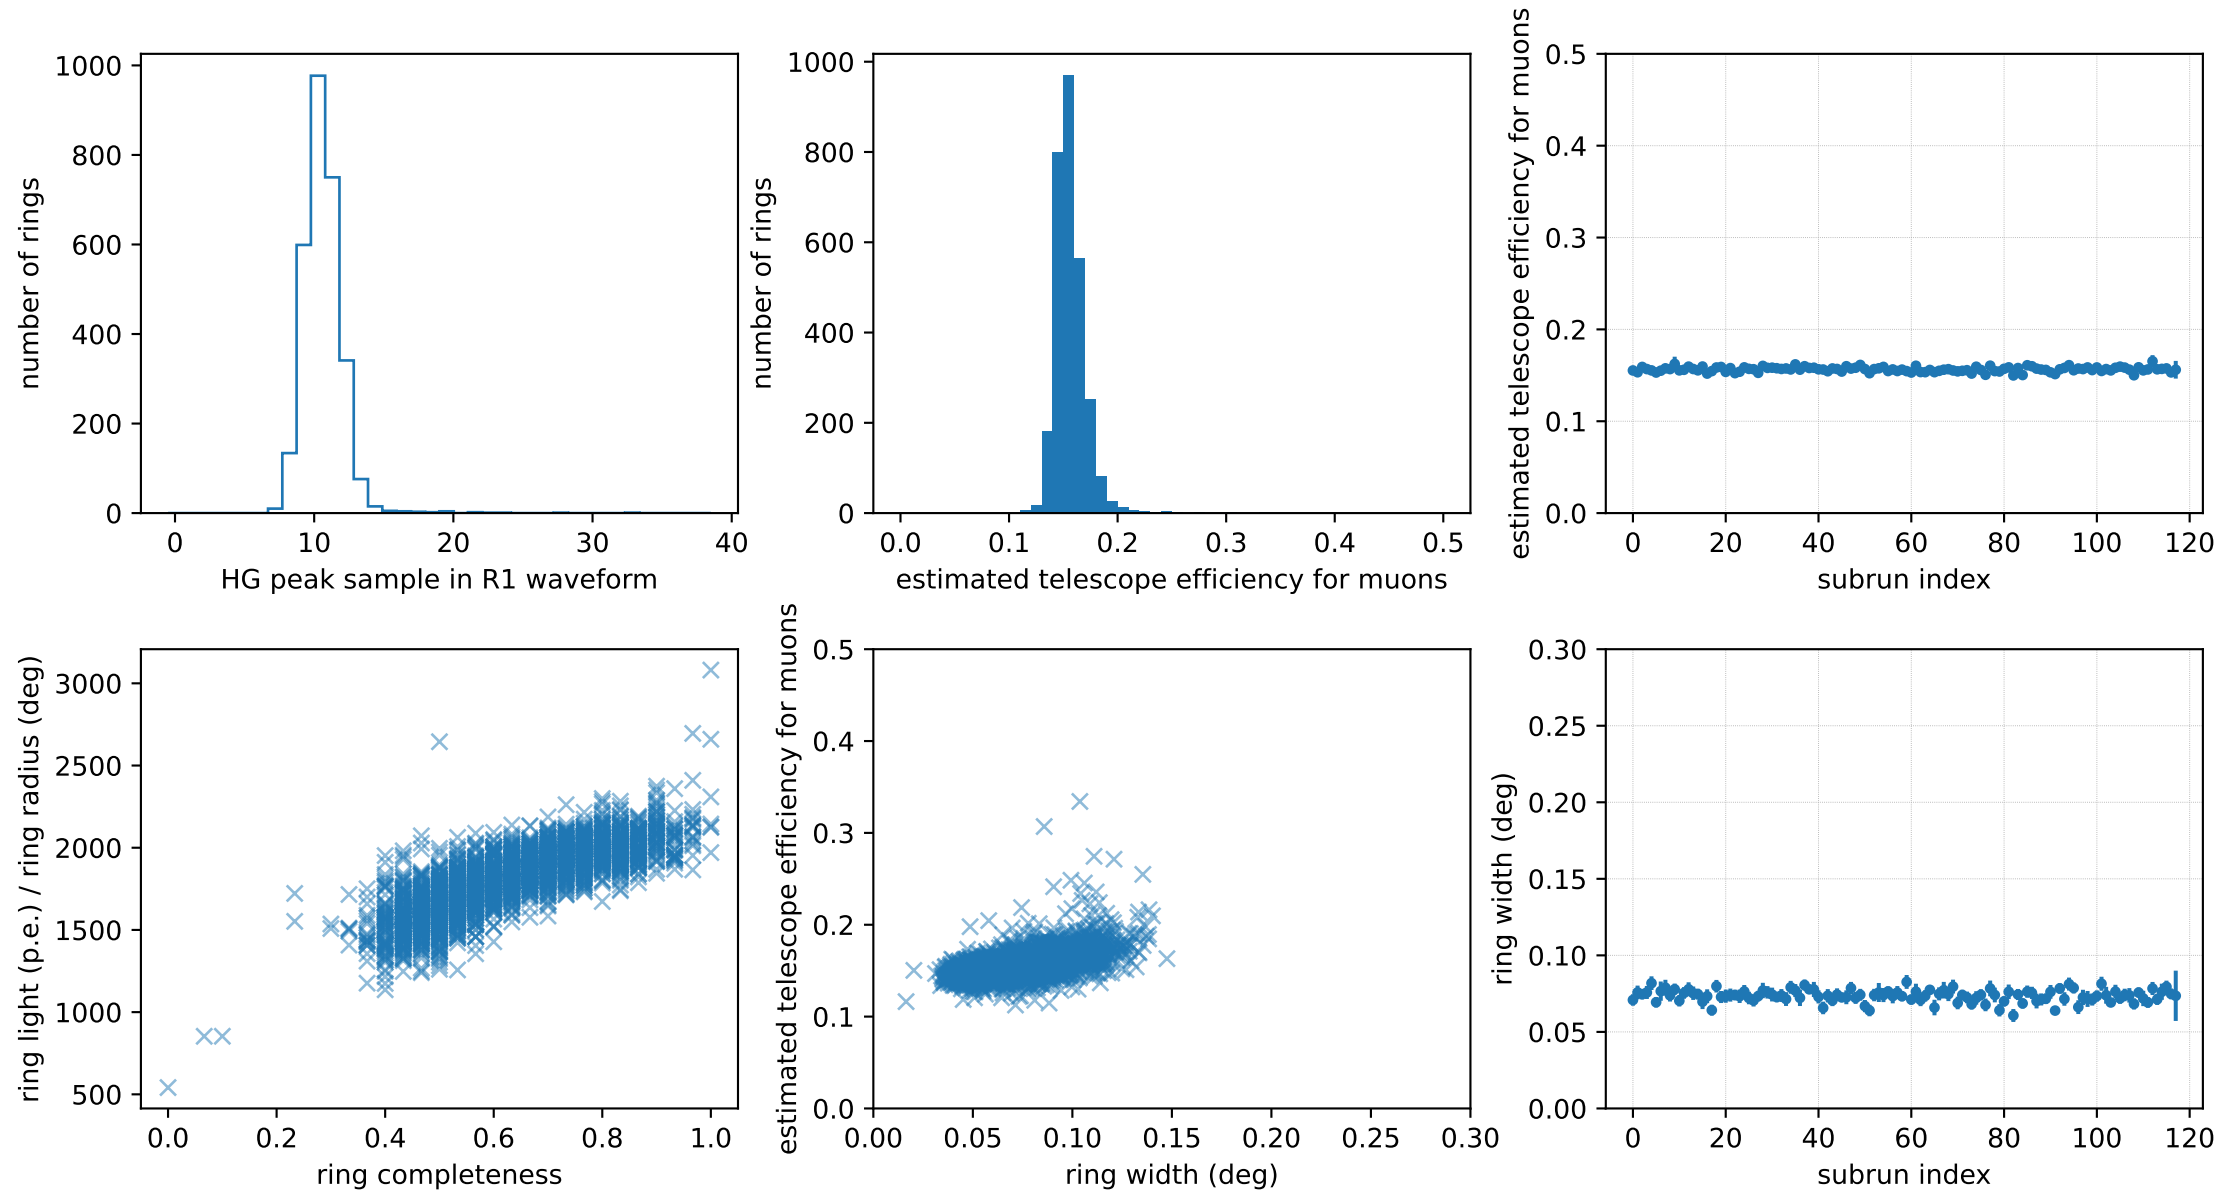 number of rings
1000
800
600
400
200
0
0 10 20 30 40
HG peak sample in R1 waveform
number of rings
1000
800
600
400
200
0
0.0 0.1 0.2 0.3 0.4 0.5
estimated telescope efficiency for muons
estimated telescope efficiency for muons
0.5
0.4
0.3
0.2
0.1
0.0
0 20 40 60 80 100 120
subrun index
ring light (p.e.) / ring radius (deg)
3000
2500
2000
1500
1000
500
0.0 0.2 0.4 0.6 0.8 1.0
ring completeness
estimated telescope efficiency for muons
0.5
0.4
0.3
0.2
0.1
0.0
0.00 0.05 0.10 0.15 0.20 0.25 0.30
ring width (deg)
ring width (deg)
0.30
0.25
0.20
0.15
0.10
0.05
0.00
0 20 40 60 80 100 120
subrun index